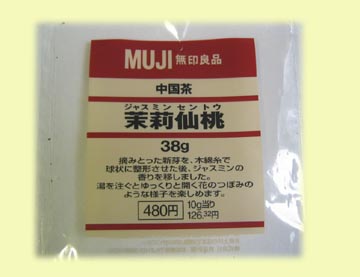 MUJI 無印良品
中国茶
ジャスミン セントウ
茉莉仙桃
38g
摘みとった新芽を、木綿糸で
球状に整形させた後、ジャスミンの
香りを移しました。
湯を注ぐとゆっくりと開く花のつぼみの
ような様子を楽しめます。
480円 10g当り
126.32円